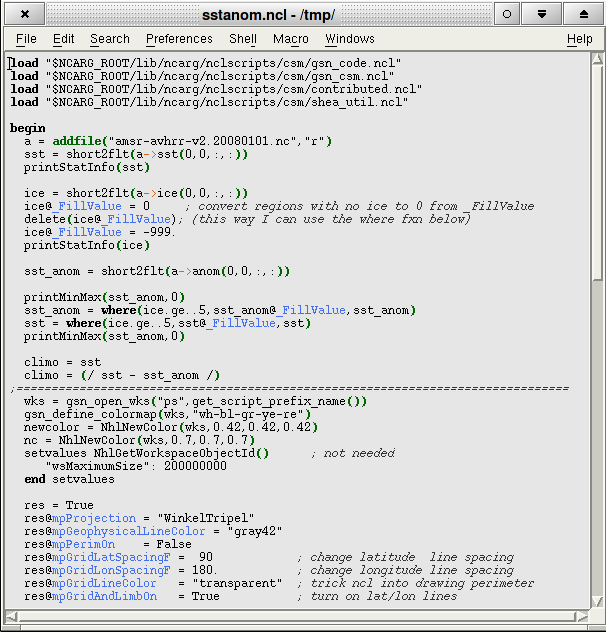 sstanom.ncl - /tmp/
File Edit Search Preferences Shell Macro Windows Help
load "$NCARG_ROOT/lib/ncarg/nclscripts/csm/gsn_code.ncl"
load "$NCARG_ROOT/lib/ncarg/nclscripts/csm/gsn_csm.ncl"
load "$NCARG_ROOT/lib/ncarg/nclscripts/csm/contributed.ncl"
load "$NCARG_ROOT/lib/ncarg/nclscripts/csm/shea_util.ncl"

begin
  a = addfile("amsr-avhrr-v2.20080101.nc","r")
  sst = short2flt(a->sst(0,0,:,:))
  printStatInfo(sst)

  ice = short2flt(a->ice(0,0,:,:))
  ice@_FillValue = 0     ; convert regions with no ice to 0 from _FillValue
  delete(ice@_FillValue); (this way I can use the where fxn below)
  ice@_FillValue = -999.
  printStatInfo(ice)

  sst_anom = short2flt(a->anom(0,0,:,:))

  printMinMax(sst_anom,0)
  sst_anom = where(ice.ge..5,sst_anom@_FillValue,sst_anom)
  sst = where(ice.ge..5,sst@_FillValue,sst)
  printMinMax(sst_anom,0)

  climo = sst
  climo = (/ sst - sst_anom /)
;===============================================================================
  wks = gsn_open_wks("ps",get_script_prefix_name())
  gsn_define_colormap(wks,"wh-bl-gr-ye-re")
  newcolor = NhlNewColor(wks,0.42,0.42,0.42)
  nc = NhlNewColor(wks,0.7,0.7,0.7)
  setvalues NhlGetWorkspaceObjectId()      ; not needed
     "wsMaximumSize": 200000000
  end setvalues

  res = True
  res@mpProjection = "WinkelTripel"
  res@mpGeophysicalLineColor = "gray42"
  res@mpPerimOn    = False
  res@mpGridLatSpacingF =  90            ; change latitude  line spacing
  res@mpGridLonSpacingF = 180.           ; change longitude line spacing
  res@mpGridLineColor   = "transparent"  ; trick ncl into drawing perimeter
  res@mpGridAndLimbOn   = True           ; turn on lat/lon lines